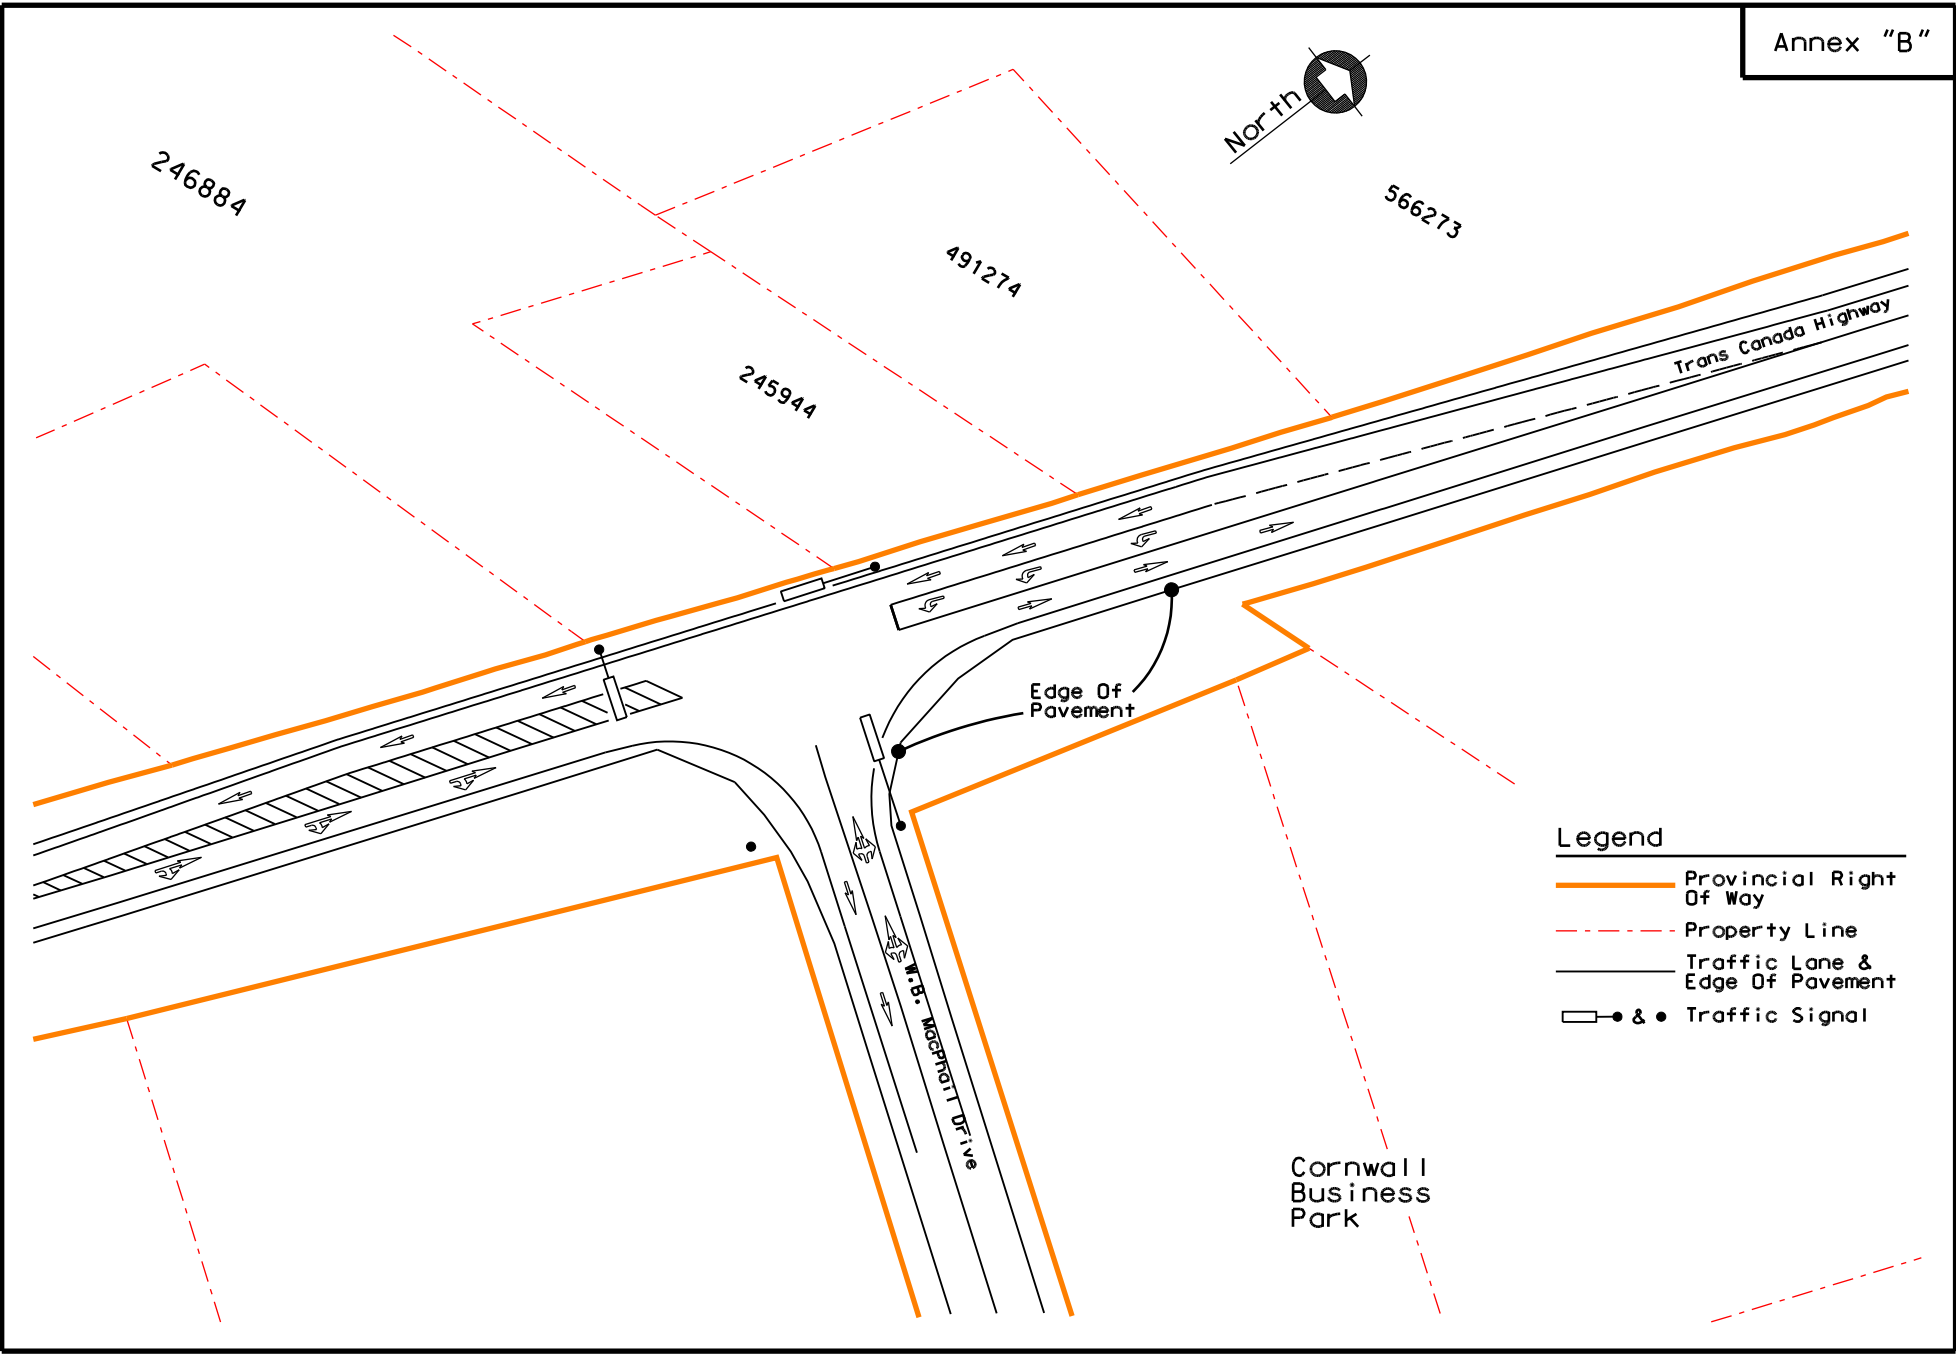 Annex "B"
North
246884
566273
491274
Trans Canada Highway
245944
Edge Of
Pavement
W.B. MacPhail Drive
Legend
Provincial Right
Of Way
Property Line
Traffic Lane &
Edge Of Pavement
& Traffic Signal
Cornwall
Business
Park